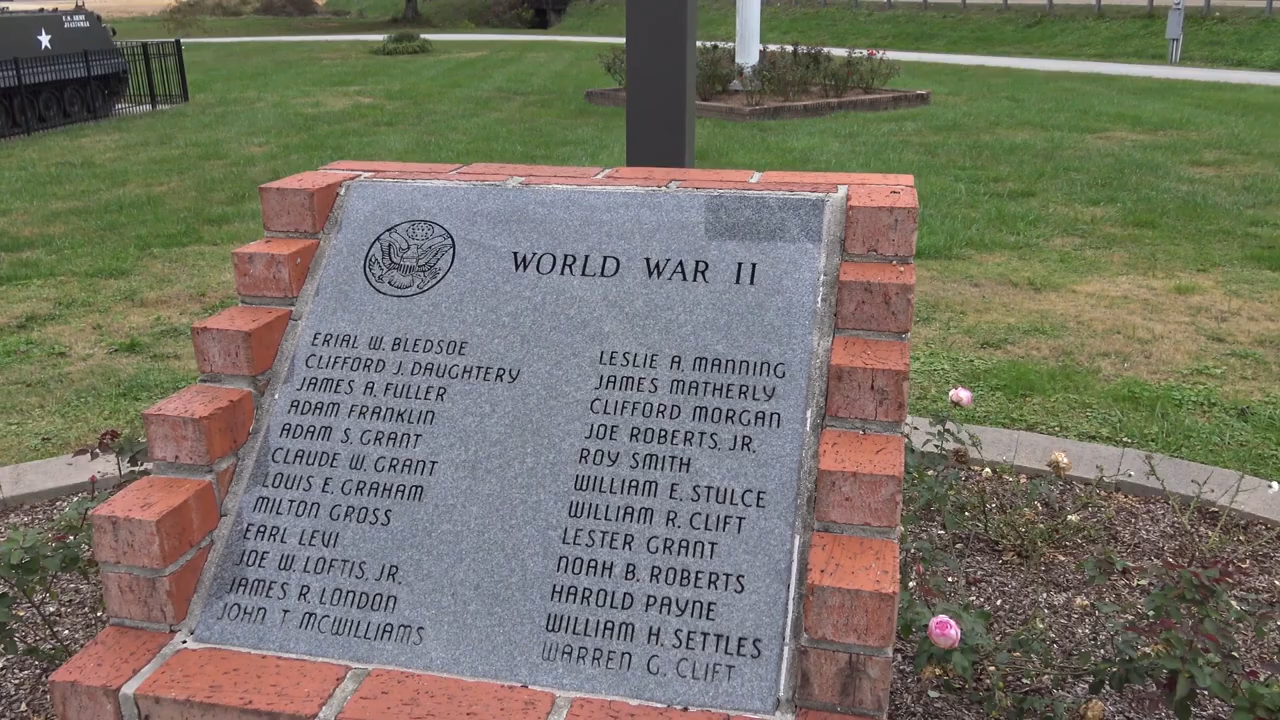 U.S. ARMY
WORLD WAR II
ERIAL W. BLEDSOE
CLIFFORD J. DAUGHTERY
JAMES A. FULLER
ADAM FRANKLIN
ADAM S. GRANT
CLAUDE W. GRANT
LOUIS E. GRAHAM
MILTON GROSS
EARL LEVI
JOE W. LOFTIS, JR.
JAMES R. LONDON
JOHN T MCWILLIAMS
LESLIE A. MANNING
JAMES MATHERLY
CLIFFORD MORGAN
JOE ROBERTS, JR.
ROY SMITH
WILLIAM E. STULCE
WILLIAM R. CLIFT
LESTER GRANT
NOAH B. ROBERTS
HAROLD PAYNE
WILLIAM H. SETTLES
WARREN G. CLIFT